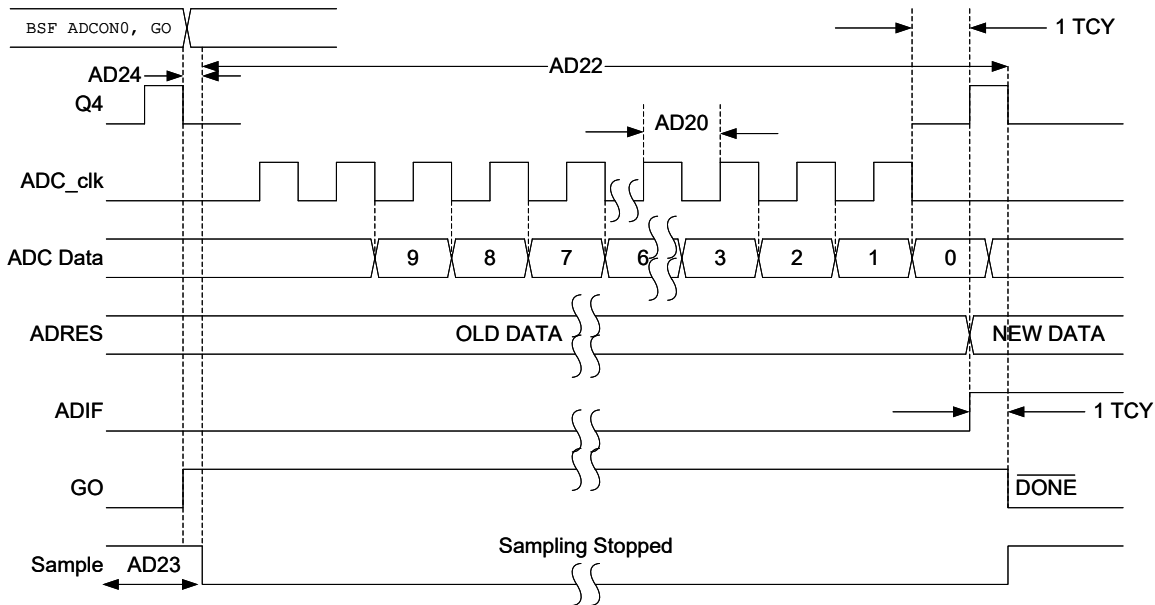 BSF ADCON0, GO
1 TCY
AD24
AD22
Q4
AD20
ADC_clk
ADC Data 9 8 7 6 3 2 1 0
ADRES OLD DATA NEW DATA
ADIF 1 TCY
GO DONE
Sample AD23 Sampling Stopped